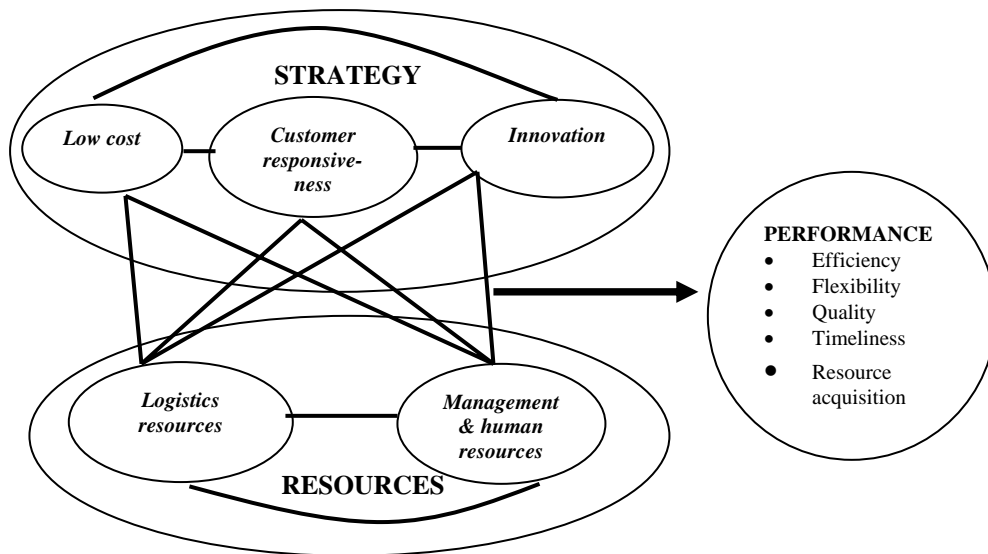 STRATEGY
Low cost
Customer
responsive-
ness
Innovation
PERFORMANCE
• Efficiency
• Flexibility
• Quality
• Timeliness
• Resource
acquisition
Logistics
resources
Management
& human
resources
RESOURCES